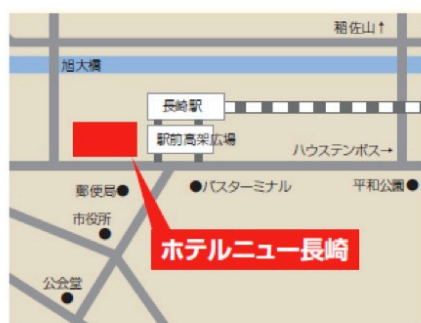 稲佐山↑
旭大橋
長崎駅
駅前高架広場
ハウステンボス→
郵便局●
●バスターミナル
平和公園●
市役所
ホテルニュー長崎
公会堂